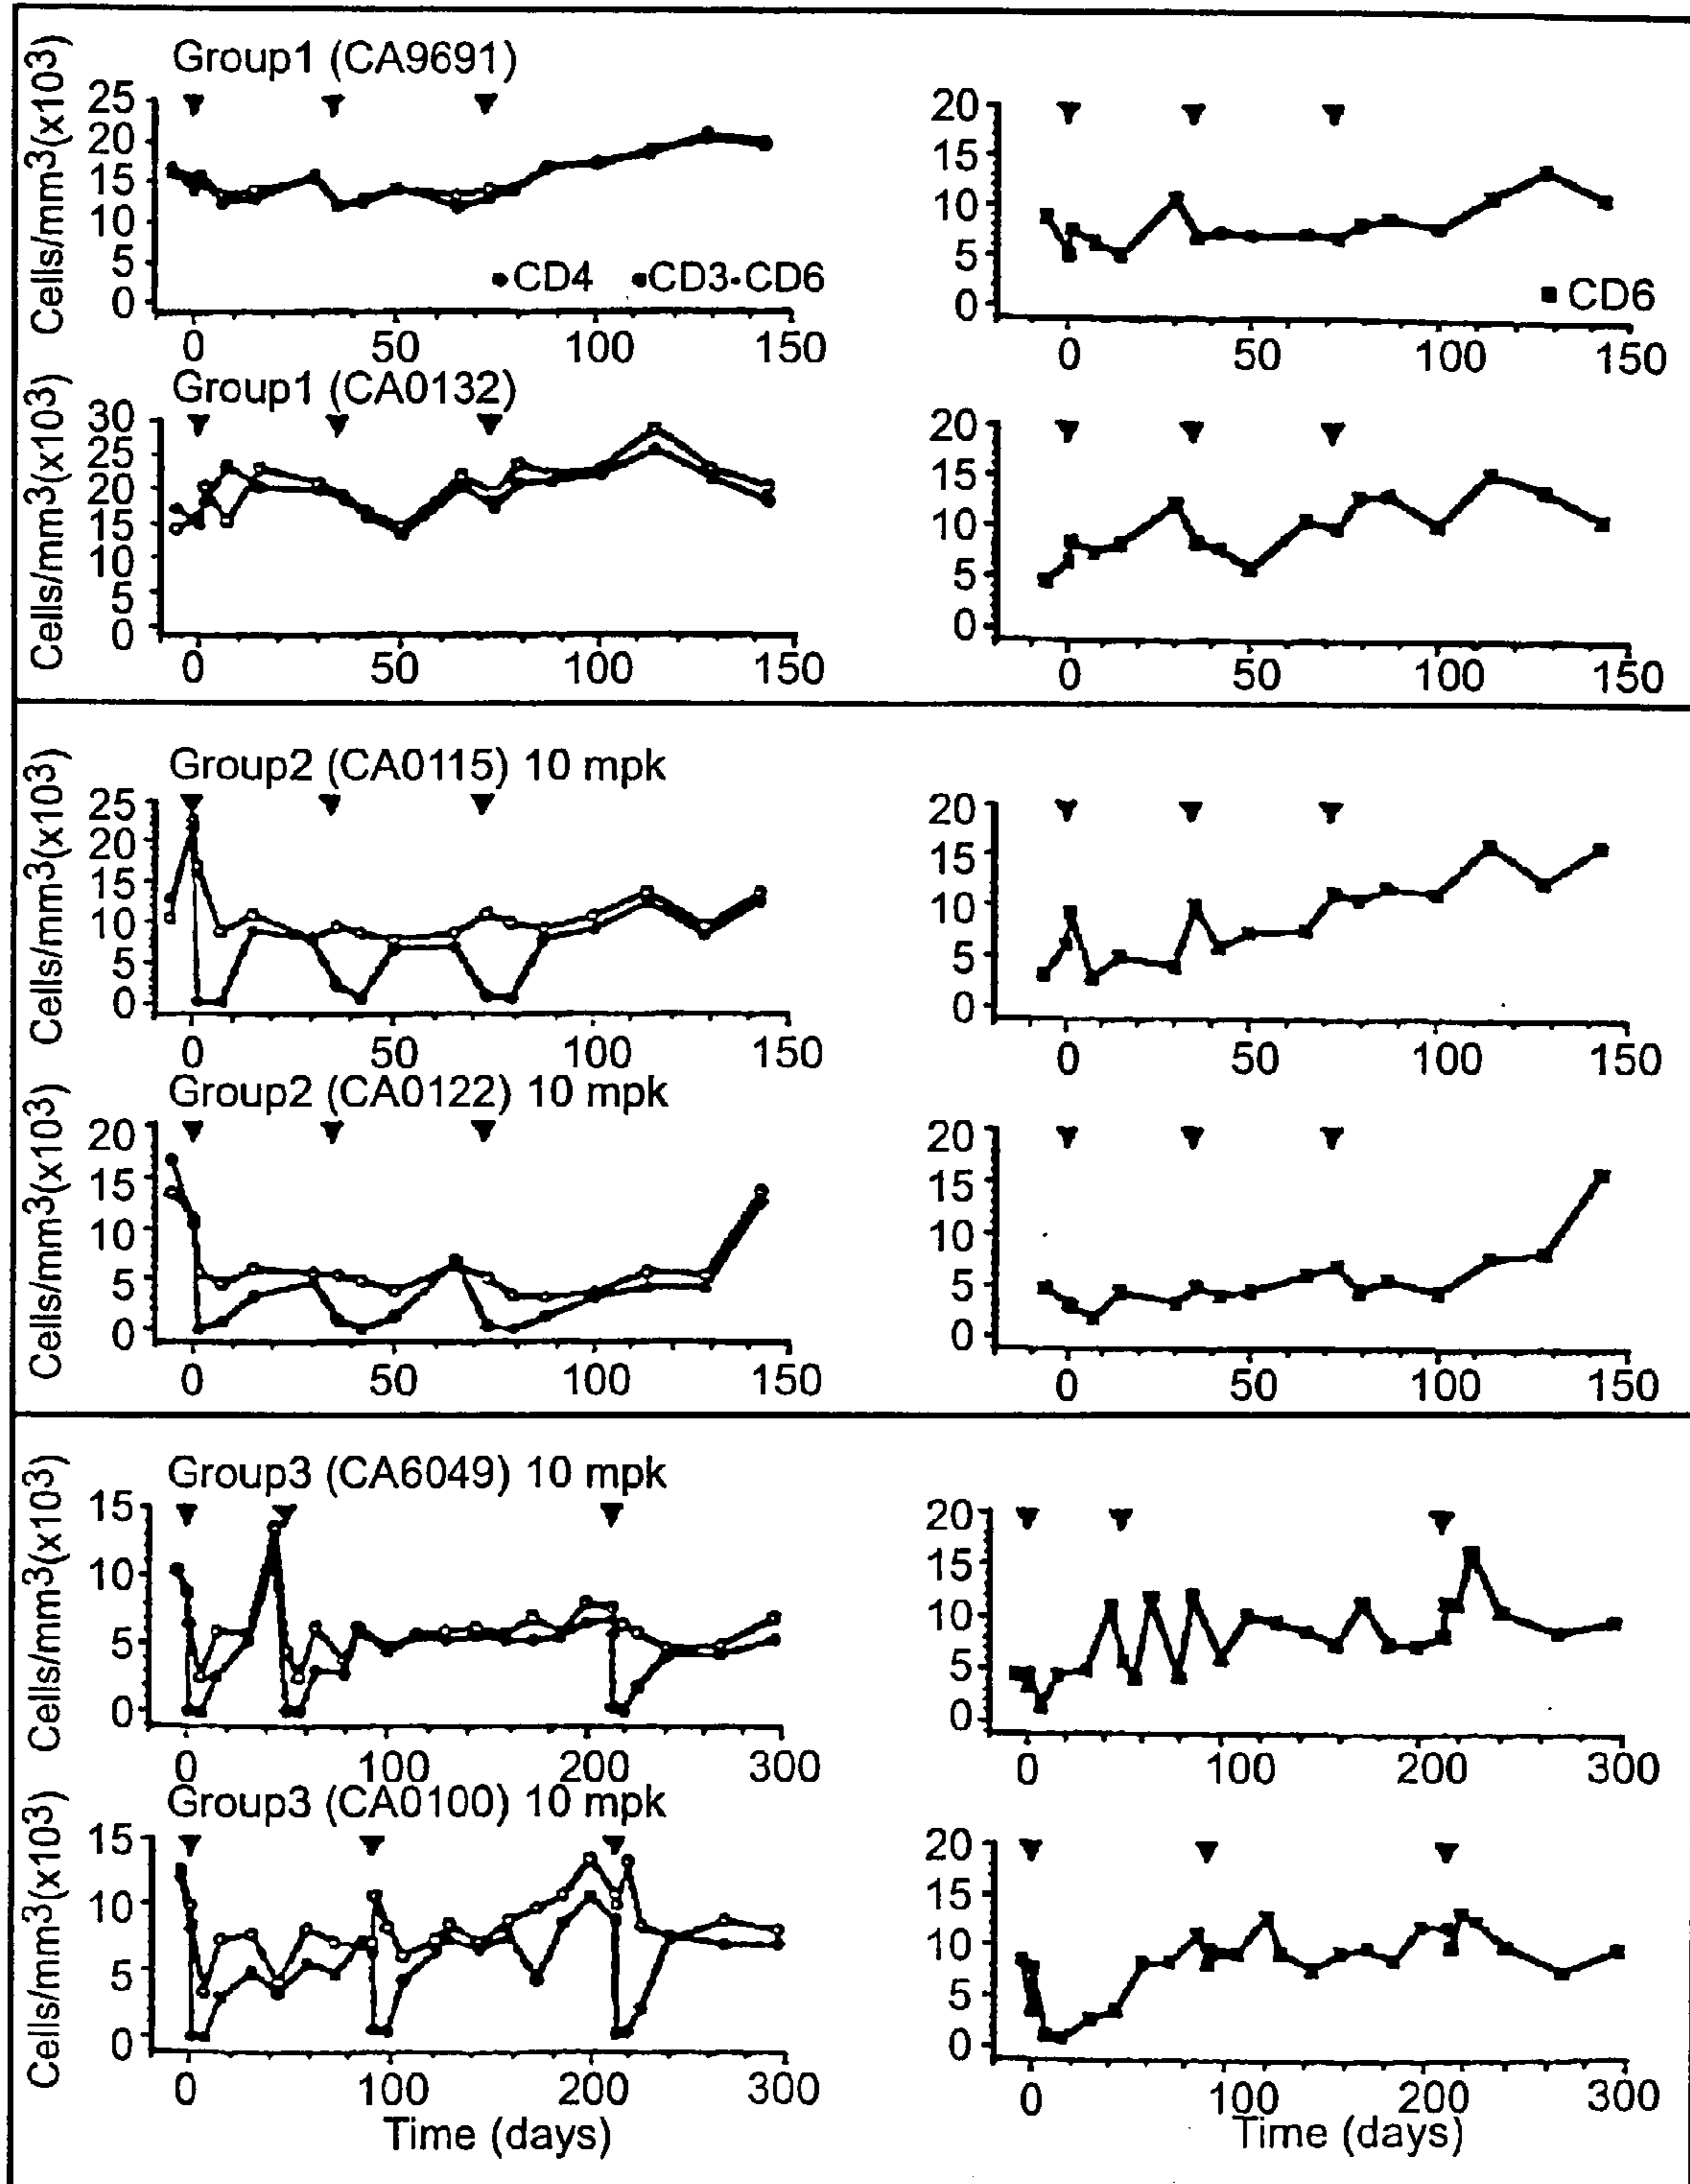 Group1 (CA9691)
Cells/mm3(x103)
25
20
15
10
5
0
•CD4 •CD3-CD6
0 50 100 150
20
15
10
5
0
■ CD6
0 50 100 150
Group1 (CA0132)
Cells/mm3(x103)
30
25
20
15
10
5
0
0 50 100 150
20
15
10
5
0
0 50 100 150
Group2 (CA0115) 10 mpk
Cells/mm3(x103)
25
20
15
10
5
0
0 50 100 150
20
15
10
5
0
0 50 100 150
Group2 (CA0122) 10 mpk
Cells/mm3(x103)
20
15
10
5
0
0 50 100 150
20
15
10
5
0
0 50 100 150
Group3 (CA6049) 10 mpk
Cells/mm3(x103)
15
10
5
0
0 100 200 300
20
15
10
5
0
0 100 200 300
Group3 (CA0100) 10 mpk
Cells/mm3(x103)
15
10
5
0
0 100 200 300
Time (days)
20
15
10
5
0
0 100 200 300
Time (days)